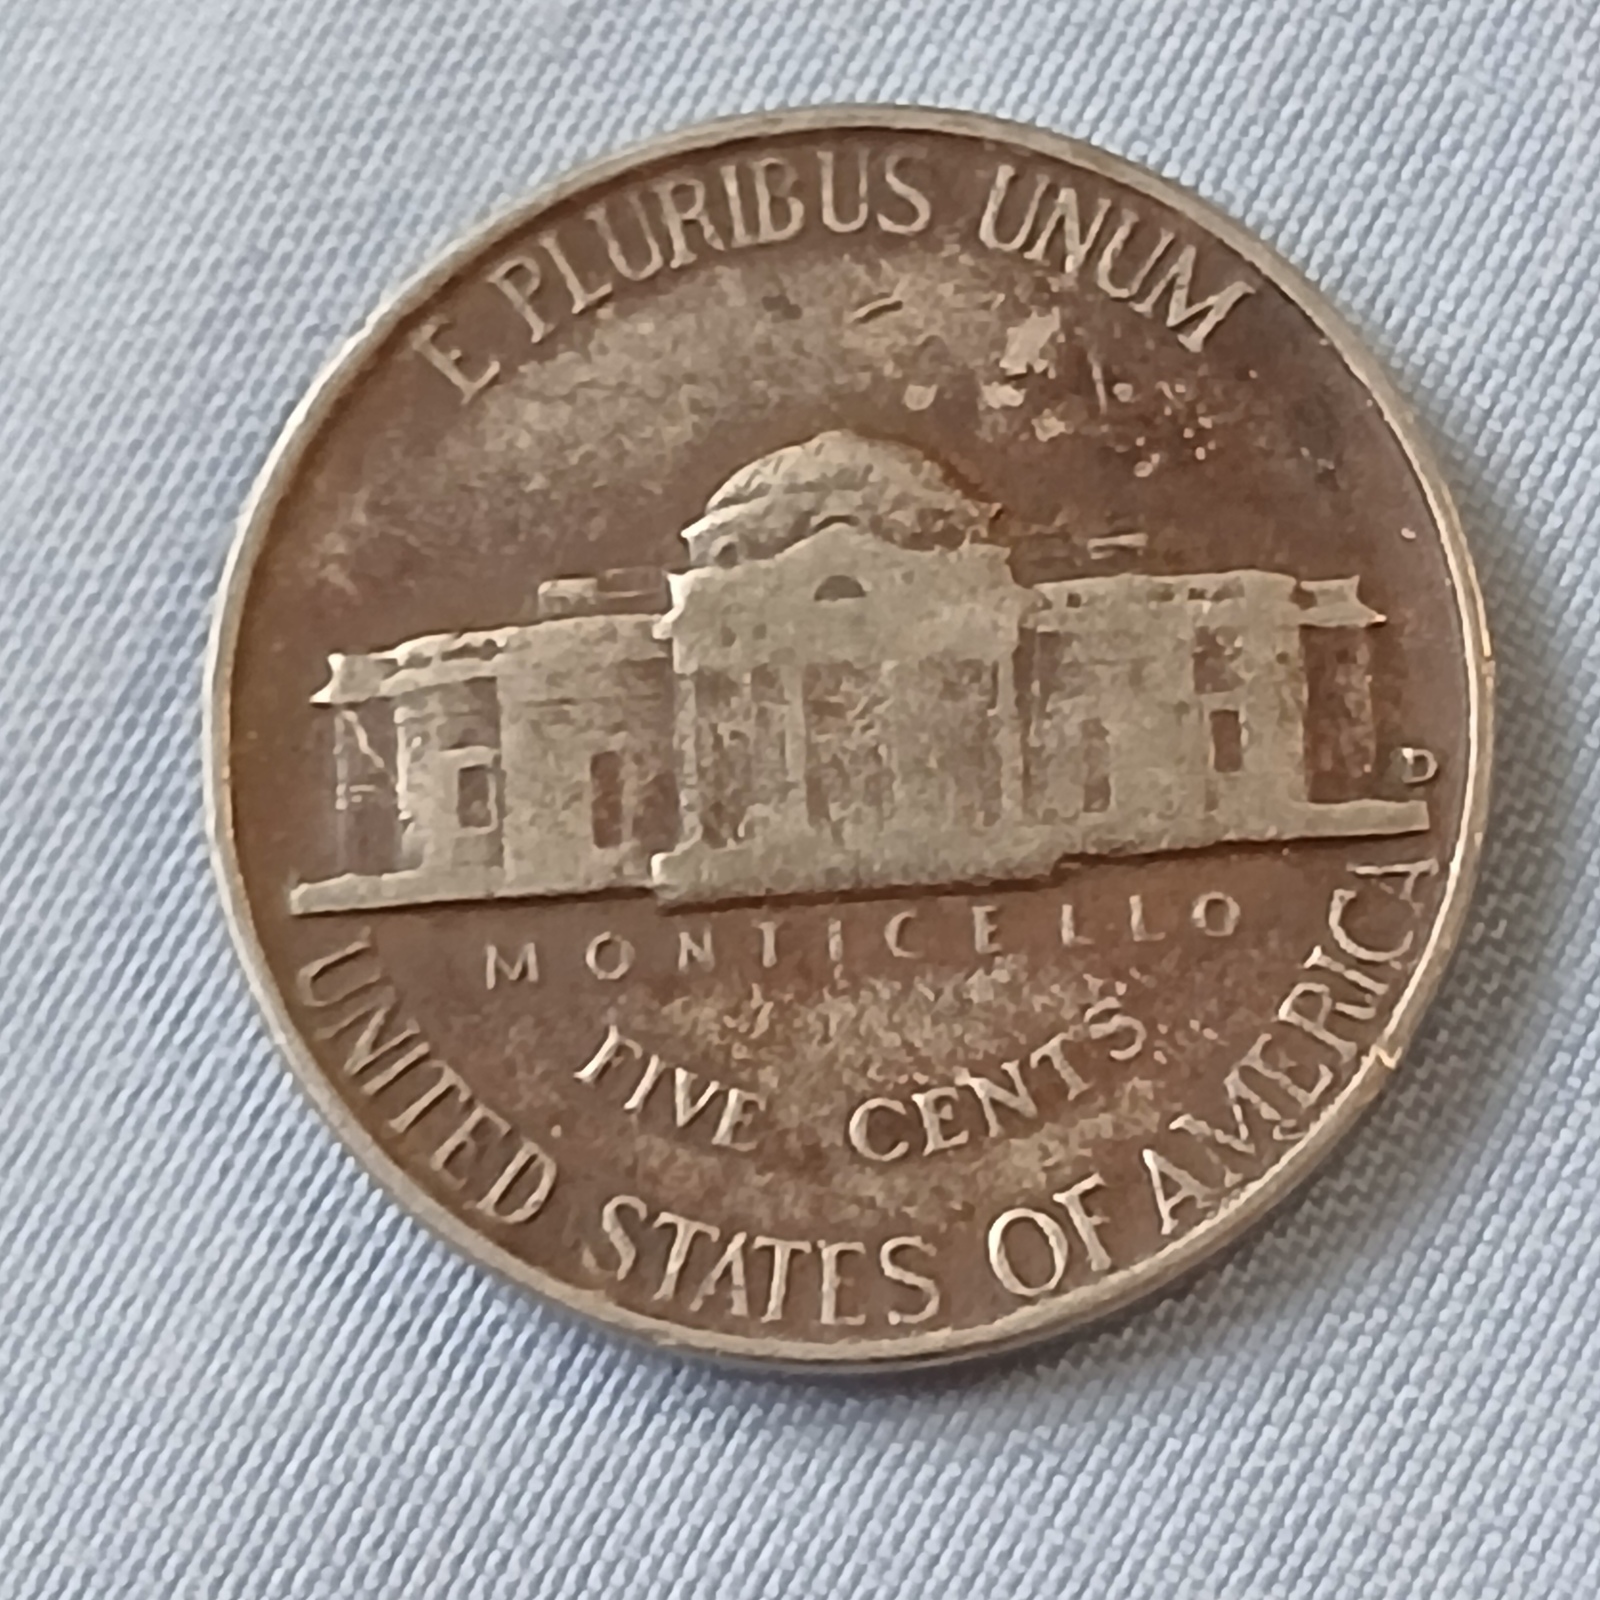 E PLURIBUS UNUM
D
MONTICELLO
FIVE CENTS
UNITED STATES OF AMERICA